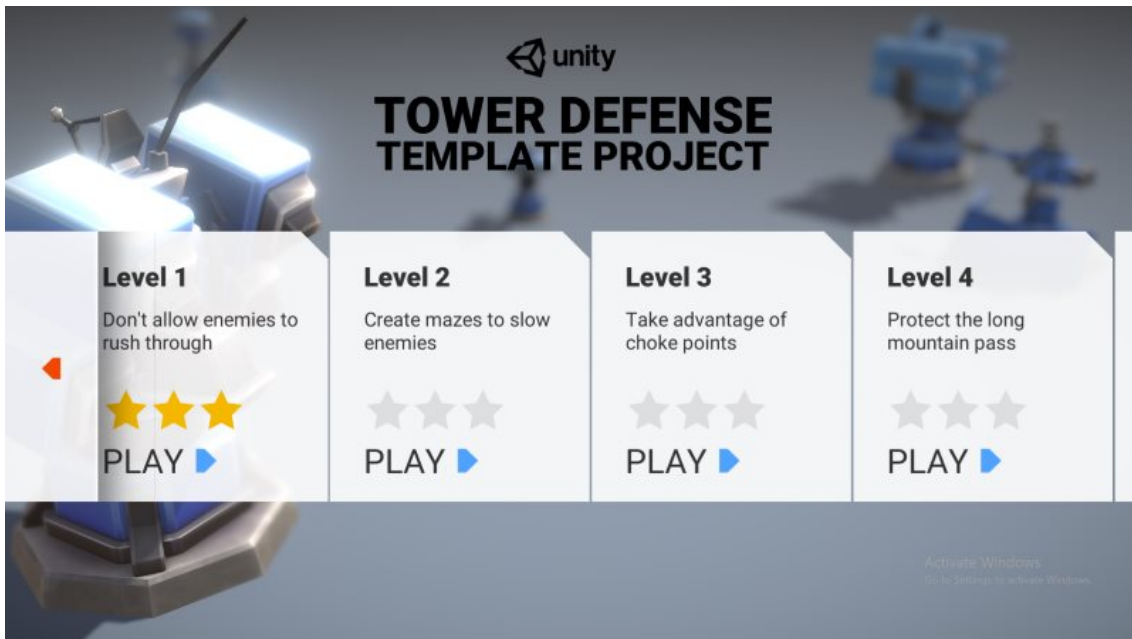 unity
TOWER DEFENSE
TEMPLATE PROJECT
Level 1
Don't allow enemies to
rush through
PLAY
Level 2
Create mazes to slow
enemies
PLAY
Level 3
Take advantage of
choke points
PLAY
Level 4
Protect the long
mountain pass
PLAY
Activate Windows
Go to Settings to activate Windows.